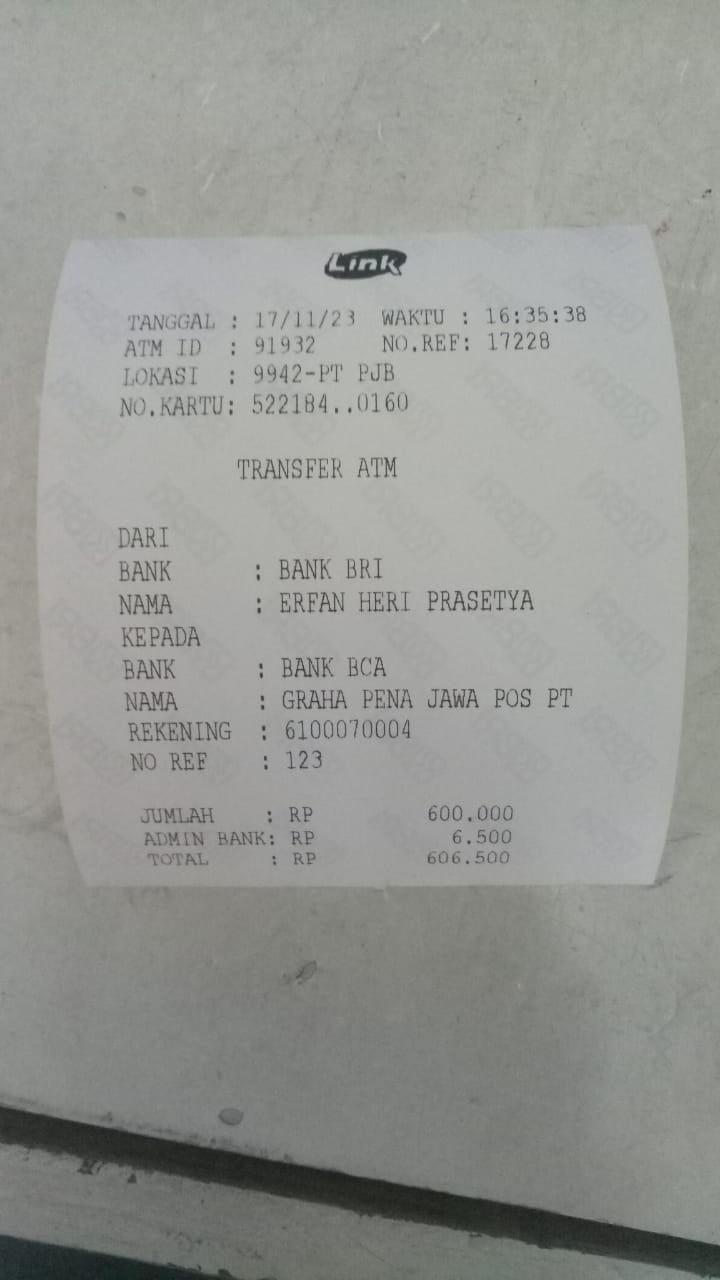 Link
TANGGAL : 17/11/23 WAKTU : 16:35:38
ATM ID : 91932 NO.REF: 17228
LOKASI : 9942-PT PJB
NO.KARTU: 522184..0160
TRANSFER ATM
DARI
BANK : BANK BRI
NAMA : ERFAN HERI PRASETYA
KEPADA
BANK : BANK BCA
NAMA : GRAHA PENA JAWA POS PT
REKENING : 6100070004
NO REF : 123
JUMLAH : RP 600.000
ADMIN BANK: RP 6.500
TOTAL : RP 606.500